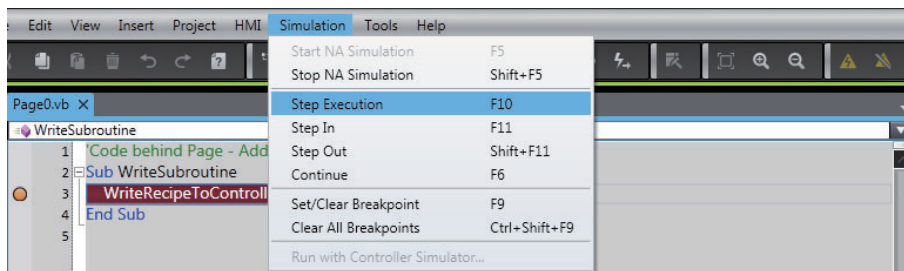 Edit View Insert Project HMI Simulation Tools Help
Start NA Simulation F5
Stop NA Simulation Shift+F5
Page0.vb X
Step Execution F10
WriteSubroutine
Step In F11
1 'Code behind Page - Add
Step Out Shift+F11
2 Sub WriteSubroutine
Continue F6
3 WriteRecipeToControll
Set/Clear Breakpoint F9
4 End Sub
Clear All Breakpoints Ctrl+Shift+F9
5
Run with Controller Simulator...